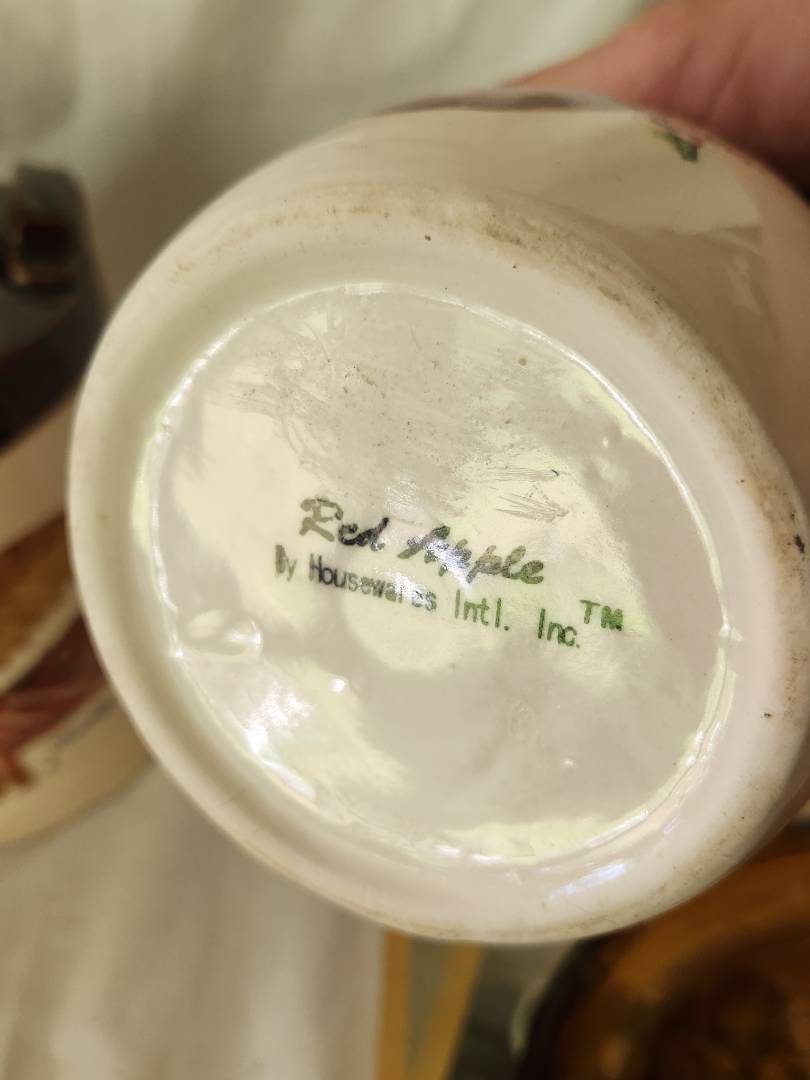 Red Apple
By Housewares Intl. Inc.™